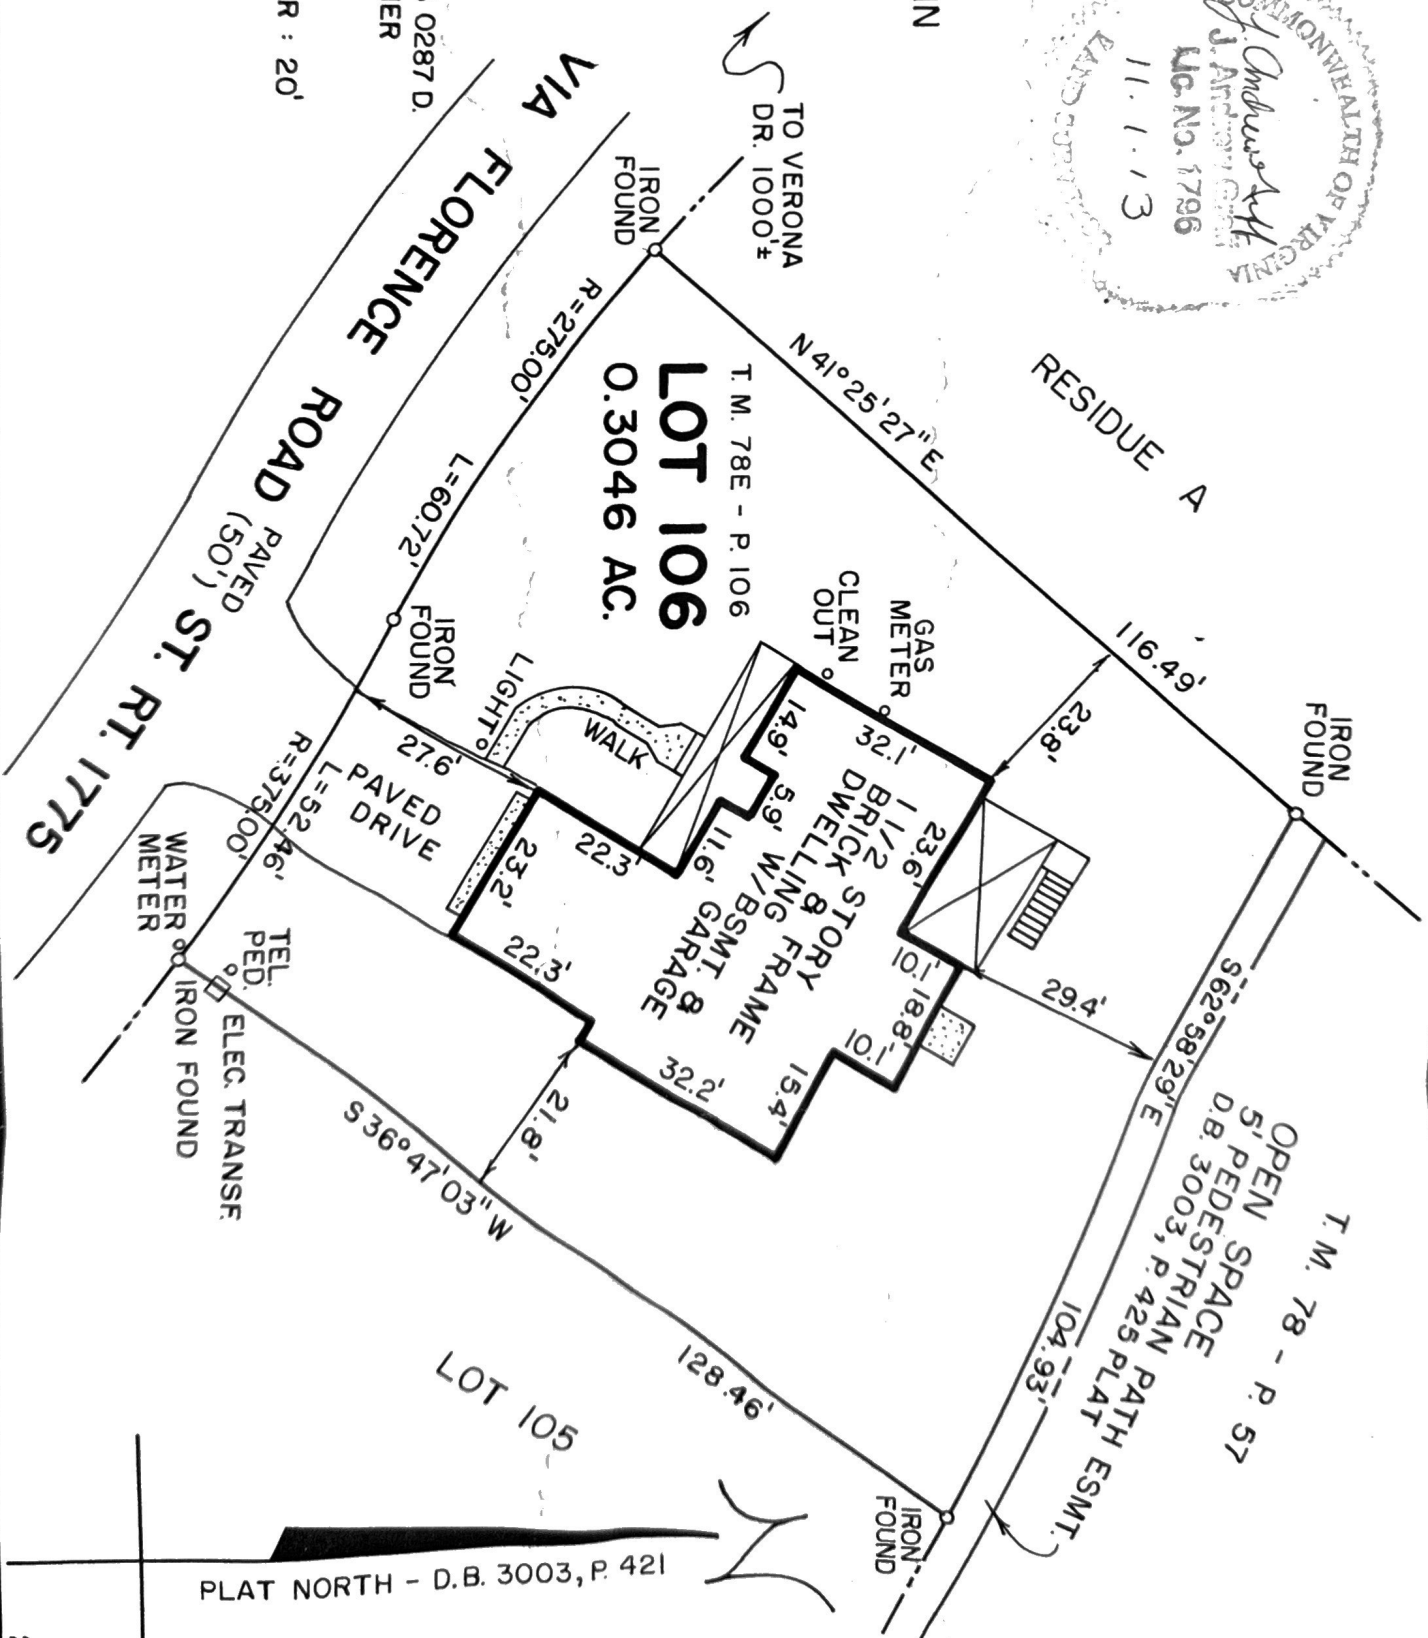 COMMONWEALTH OF VIRGINIA
Lic. No. 1796
11.1.13
LAND SURVEYOR
0287 D.
R : 20'
TO VERONA
DR. 1000'±
RESIDUE A
N 41° 25' 27" E
116.49'
IRON
FOUND
IRON
FOUND
R=275.00'
L=60.72'
T. M. 78E - P. 106
LOT 106
0.3046 AC.
VIA FLORENCE ROAD ST. RT. 1775
PAVED
(50')
IRON
FOUND
LIGHT
WALK
CLEAN
OUT
GAS
METER
23.8'
32.1'
14.9'
5.9'
11.6'
22.3'
23.6'
1 1/2 STORY
BRICK & FRAME
DWELLING
W/BSMT. &
GARAGE
10.1'
18.8'
10.1'
15.4'
32.2'
22.3'
23.2'
27.6'
29.4'
21.8'
PAVED
DRIVE
R=375.00'
L=52.46'
WATER
METER
TEL.
PED.
ELEC. TRANSF.
IRON FOUND
S 36° 47' 03" W
128.46'
S 62° 58' 29" E
104.93'
T. M. 78 - P. 57
OPEN SPACE
5' PEDESTRIAN PATH ESMT.
D.B. 3003, P. 425 PLAT
LOT 105
IRON
FOUND
PLAT NORTH - D.B. 3003, P. 421